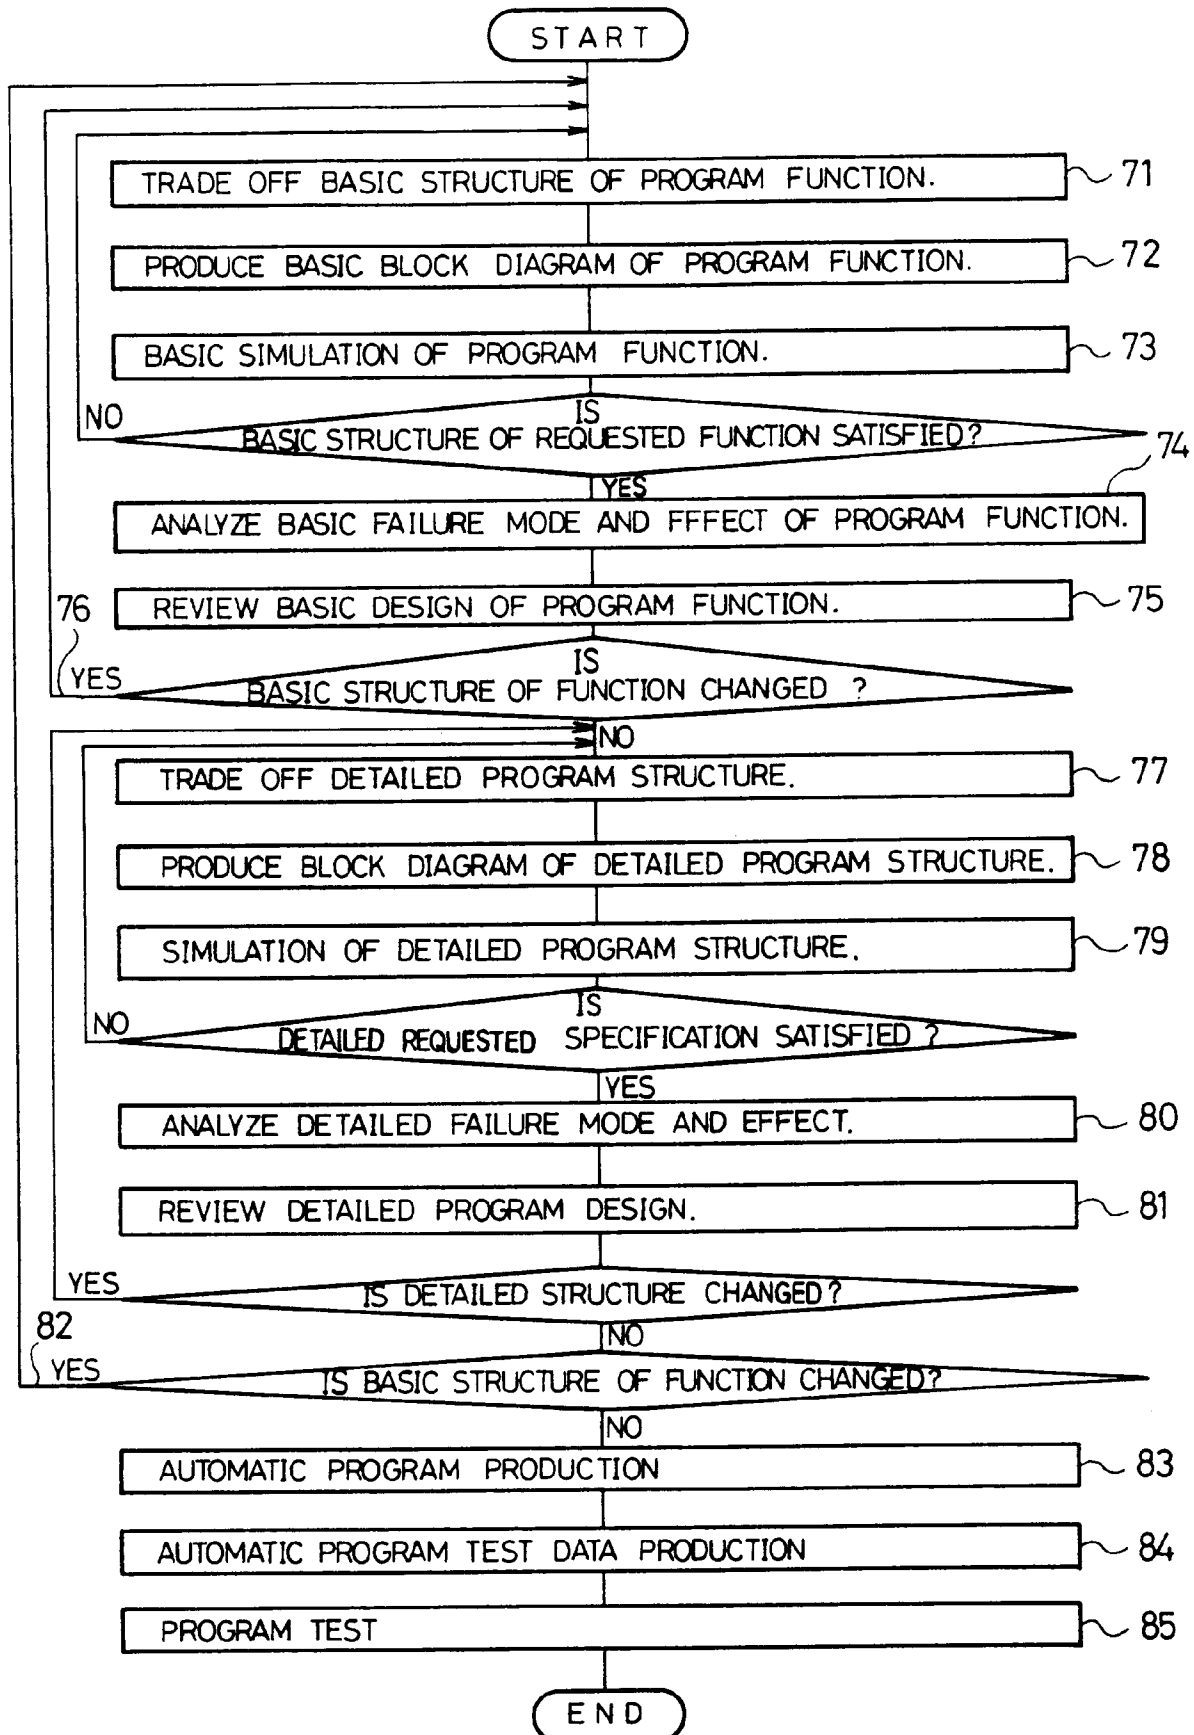 START
TRADE OFF BASIC STRUCTURE OF PROGRAM FUNCTION.
71
PRODUCE BASIC BLOCK DIAGRAM OF PROGRAM FUNCTION.
72
BASIC SIMULATION OF PROGRAM FUNCTION.
73
NO
IS
BASIC STRUCTURE OF REQUESTED FUNCTION SATISFIED?
74
YES
ANALYZE BASIC FAILURE MODE AND FFFECT OF PROGRAM FUNCTION.
REVIEW BASIC DESIGN OF PROGRAM FUNCTION.
75
76
YES
IS
BASIC STRUCTURE OF FUNCTION CHANGED ?
NO
TRADE OFF DETAILED PROGRAM STRUCTURE.
77
PRODUCE BLOCK DIAGRAM OF DETAILED PROGRAM STRUCTURE.
78
SIMULATION OF DETAILED PROGRAM STRUCTURE.
79
NO
IS
DETAILED REQUESTED SPECIFICATION SATISFIED ?
YES
ANALYZE DETAILED FAILURE MODE AND EFFECT.
80
REVIEW DETAILED PROGRAM DESIGN.
81
YES
IS DETAILED STRUCTURE CHANGED?
NO
82
YES
IS BASIC STRUCTURE OF FUNCTION CHANGED?
NO
AUTOMATIC PROGRAM PRODUCTION
83
AUTOMATIC PROGRAM TEST DATA PRODUCTION
84
PROGRAM TEST
85
END